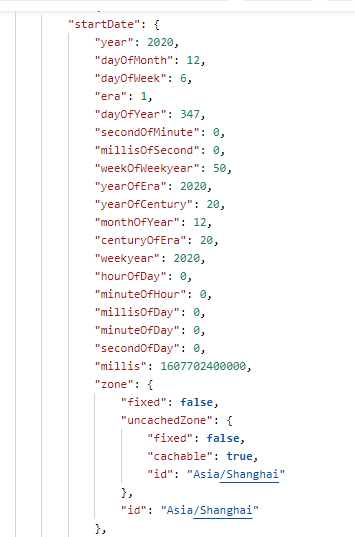 "startDate": {
"year": 2020,
"dayOfMonth": 12,
"dayOfWeek": 6,
"era": 1,
"dayOfYear": 347,
"secondOfMinute": 0,
"millisOfSecond": 0,
"weekOfWeekyear": 50,
"yearOfEra": 2020,
"yearOfCentury": 20,
"monthOfYear": 12,
"centuryOfEra": 20,
"weekyear": 2020,
"hourOfDay": 0,
"minuteOfHour": 0,
"millisOfDay": 0,
"minuteOfDay": 0,
"secondOfDay": 0,
"millis": 1607702400000,
"zone": {
"fixed": false,
"uncachedZone": {
"fixed": false,
"cachable": true,
"id": "Asia/Shanghai"
},
"id": "Asia/Shanghai"
},